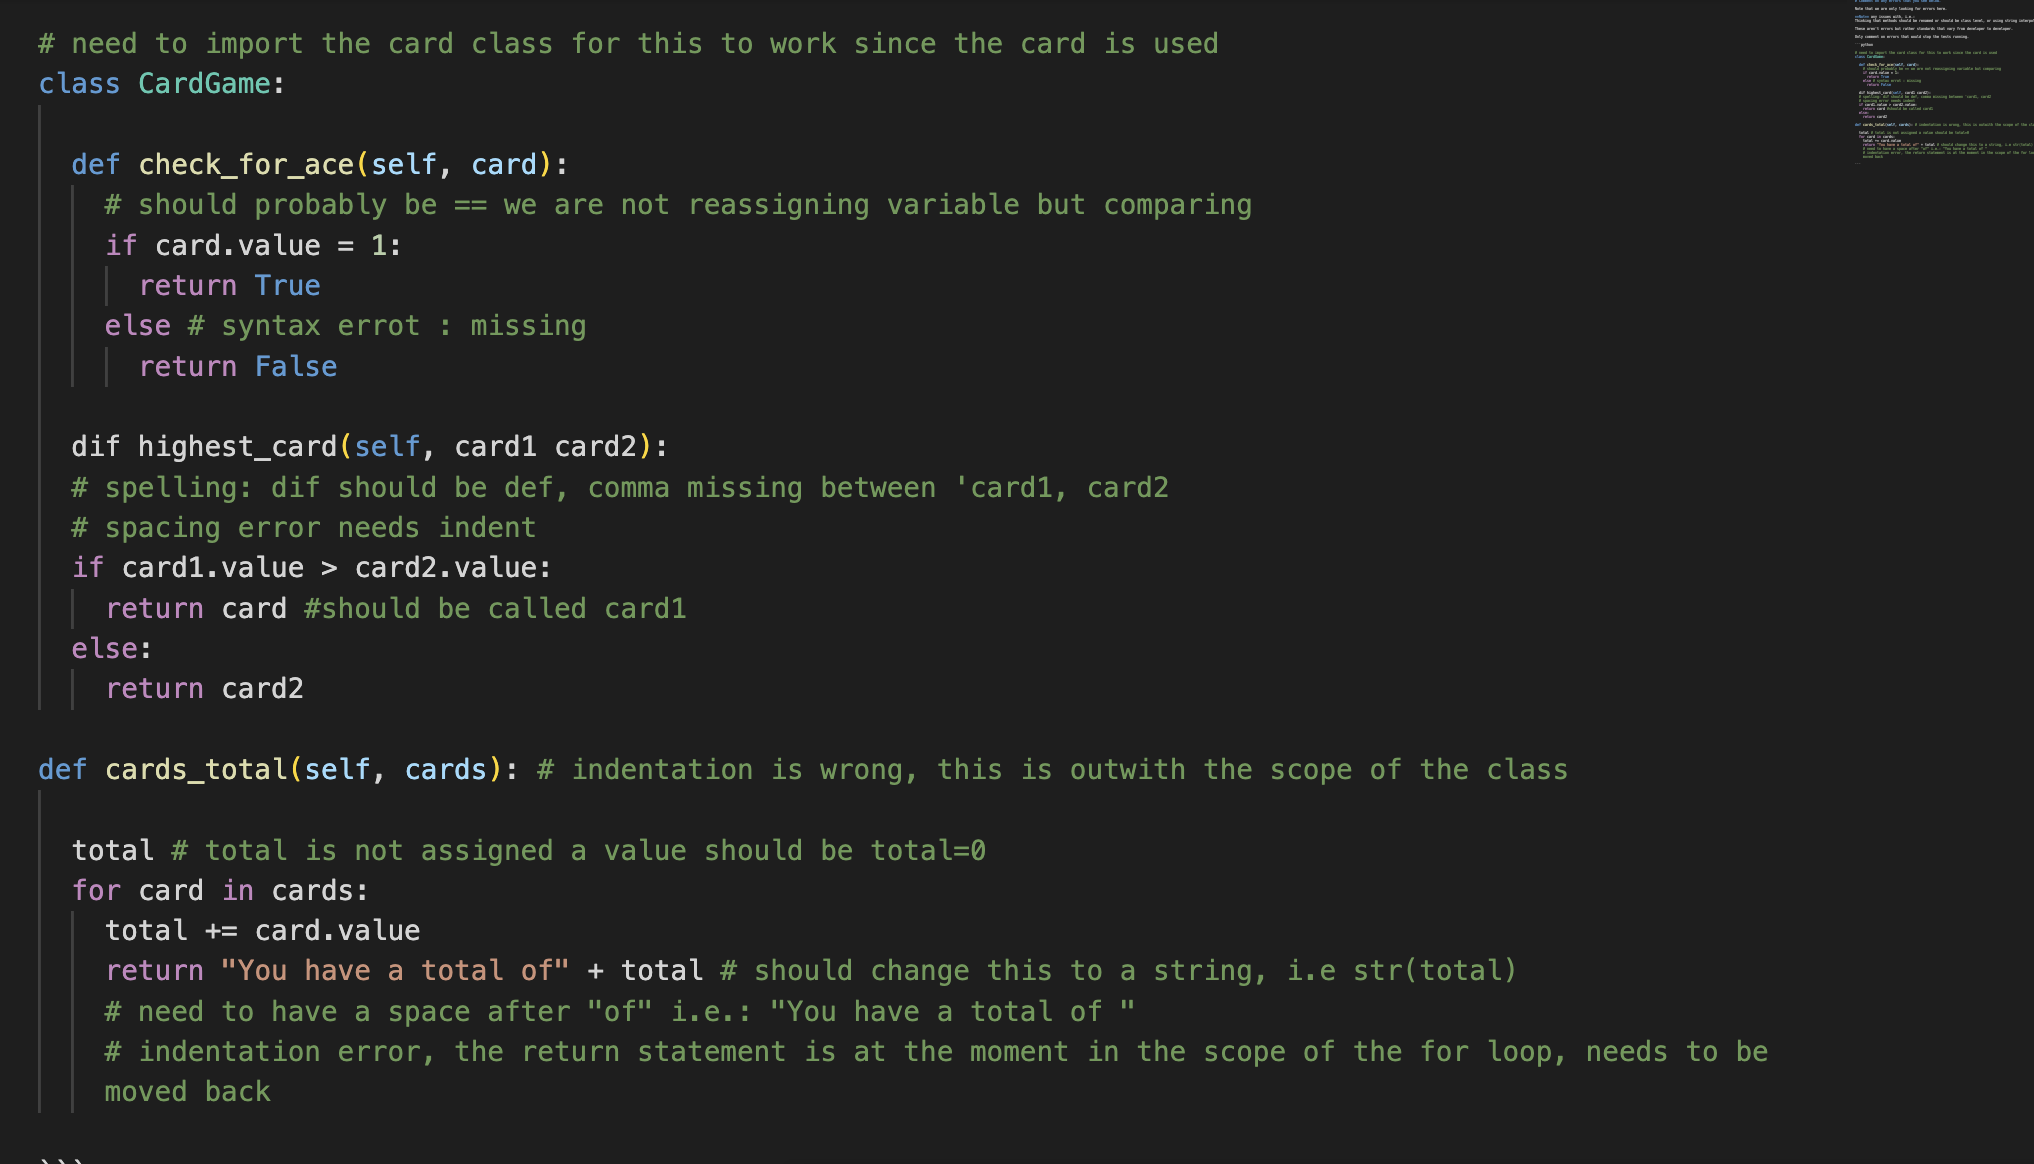 # need to import the card class for this to work since the card is used
class CardGame:

  def check_for_ace(self, card):
    # should probably be == we are not reassigning variable but comparing
    if card.value = 1:
      return True
    else # syntax errot : missing
      return False

  dif highest_card(self, card1 card2):
  # spelling: dif should be def, comma missing between 'card1, card2
  # spacing error needs indent
  if card1.value > card2.value:
    return card #should be called card1
  else:
    return card2

def cards_total(self, cards): # indentation is wrong, this is outwith the scope of the class

  total # total is not assigned a value should be total=0
  for card in cards:
    total += card.value
    return "You have a total of" + total # should change this to a string, i.e str(total)
    # need to have a space after "of" i.e.: "You have a total of "
    # indentation error, the return statement is at the moment in the scope of the for loop, needs to be
    moved back

```